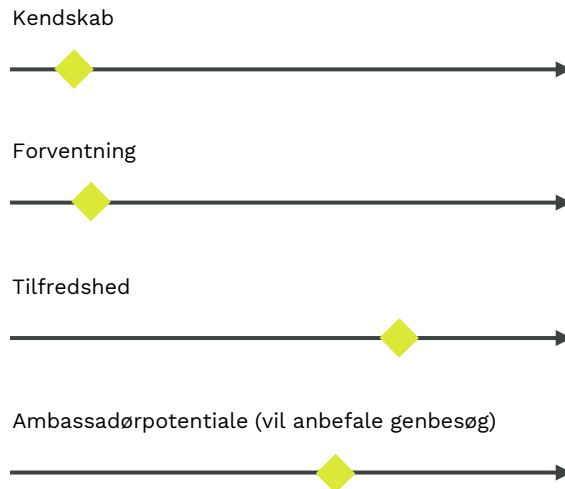 Kendskab
Forventning
Tilfredshed
Ambassadørpotentiale (vil anbefale genbesøg)